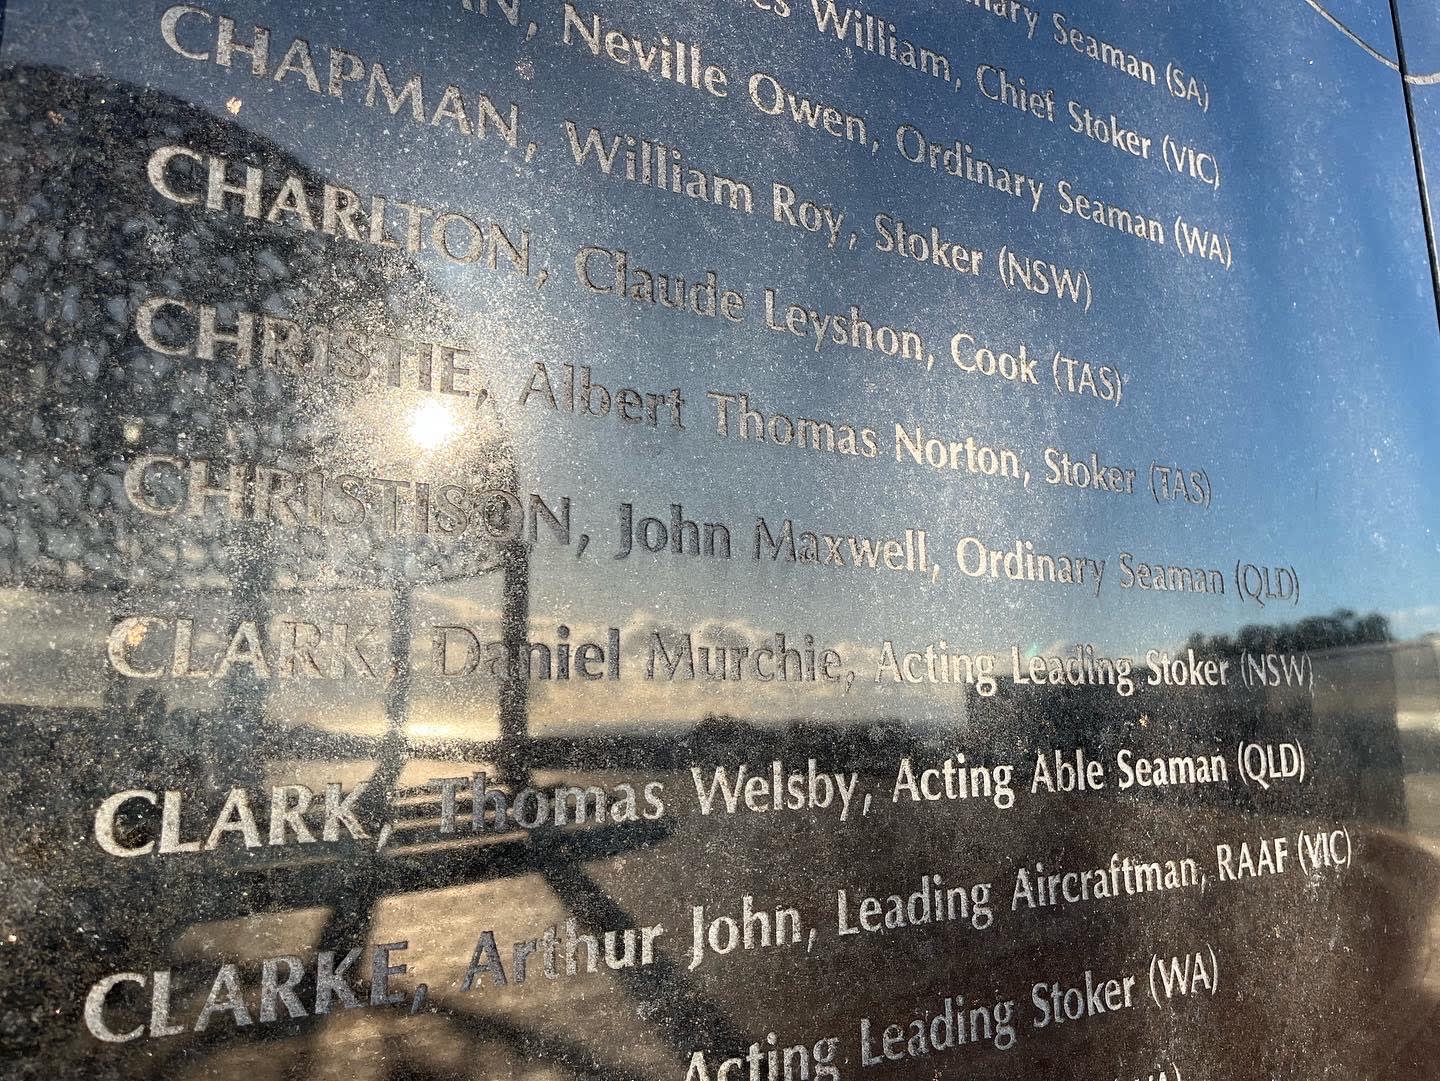 Seaman (SA)
William, Chief Stoker (VIC)
Neville Owen, Ordinary Seaman (WA)
CHAPMAN, William Roy, Stoker (NSW)
CHARLTON, Claude Leyshon, Cook (TAS)
CHRISTIE, Albert Thomas Norton, Stoker (TAS)
CHRISTISON, John Maxwell, Ordinary Seaman (QLD)
CLARK, Daniel Murchie, Acting Leading Stoker (NSW)
CLARK, Thomas Welsby, Acting Able Seaman (QLD)
CLARKE, Arthur John, Leading Aircraftman, RAAF (VIC)
Acting Leading Stoker (WA)